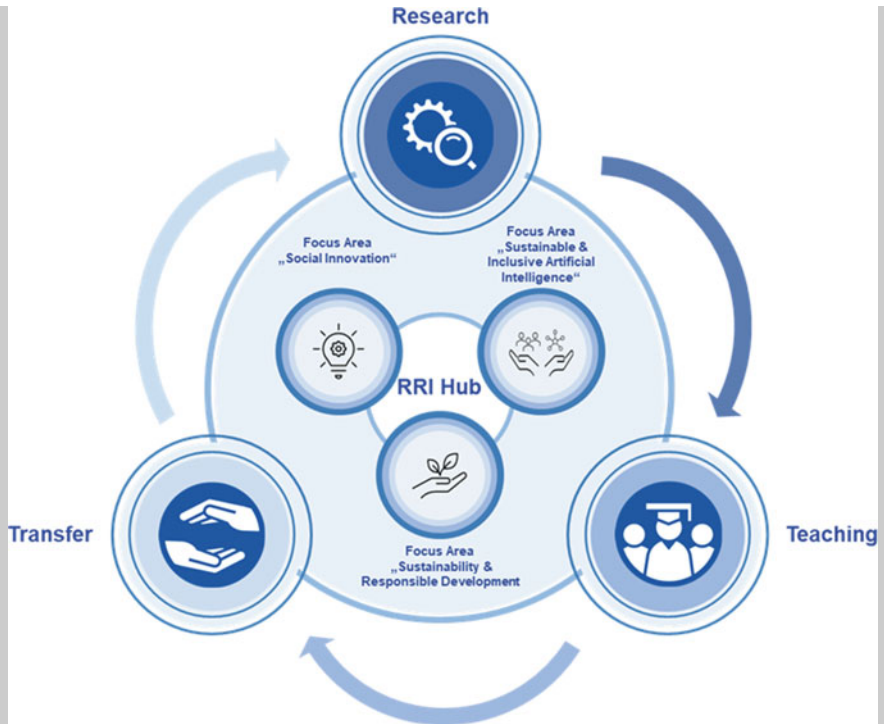 Research
Focus Area
„Social Innovation“
Focus Area
„Sustainable &
Inclusive Artificial
Intelligence“
RRI Hub
Transfer
Teaching
Focus Area
„Sustainability &
Responsible Development